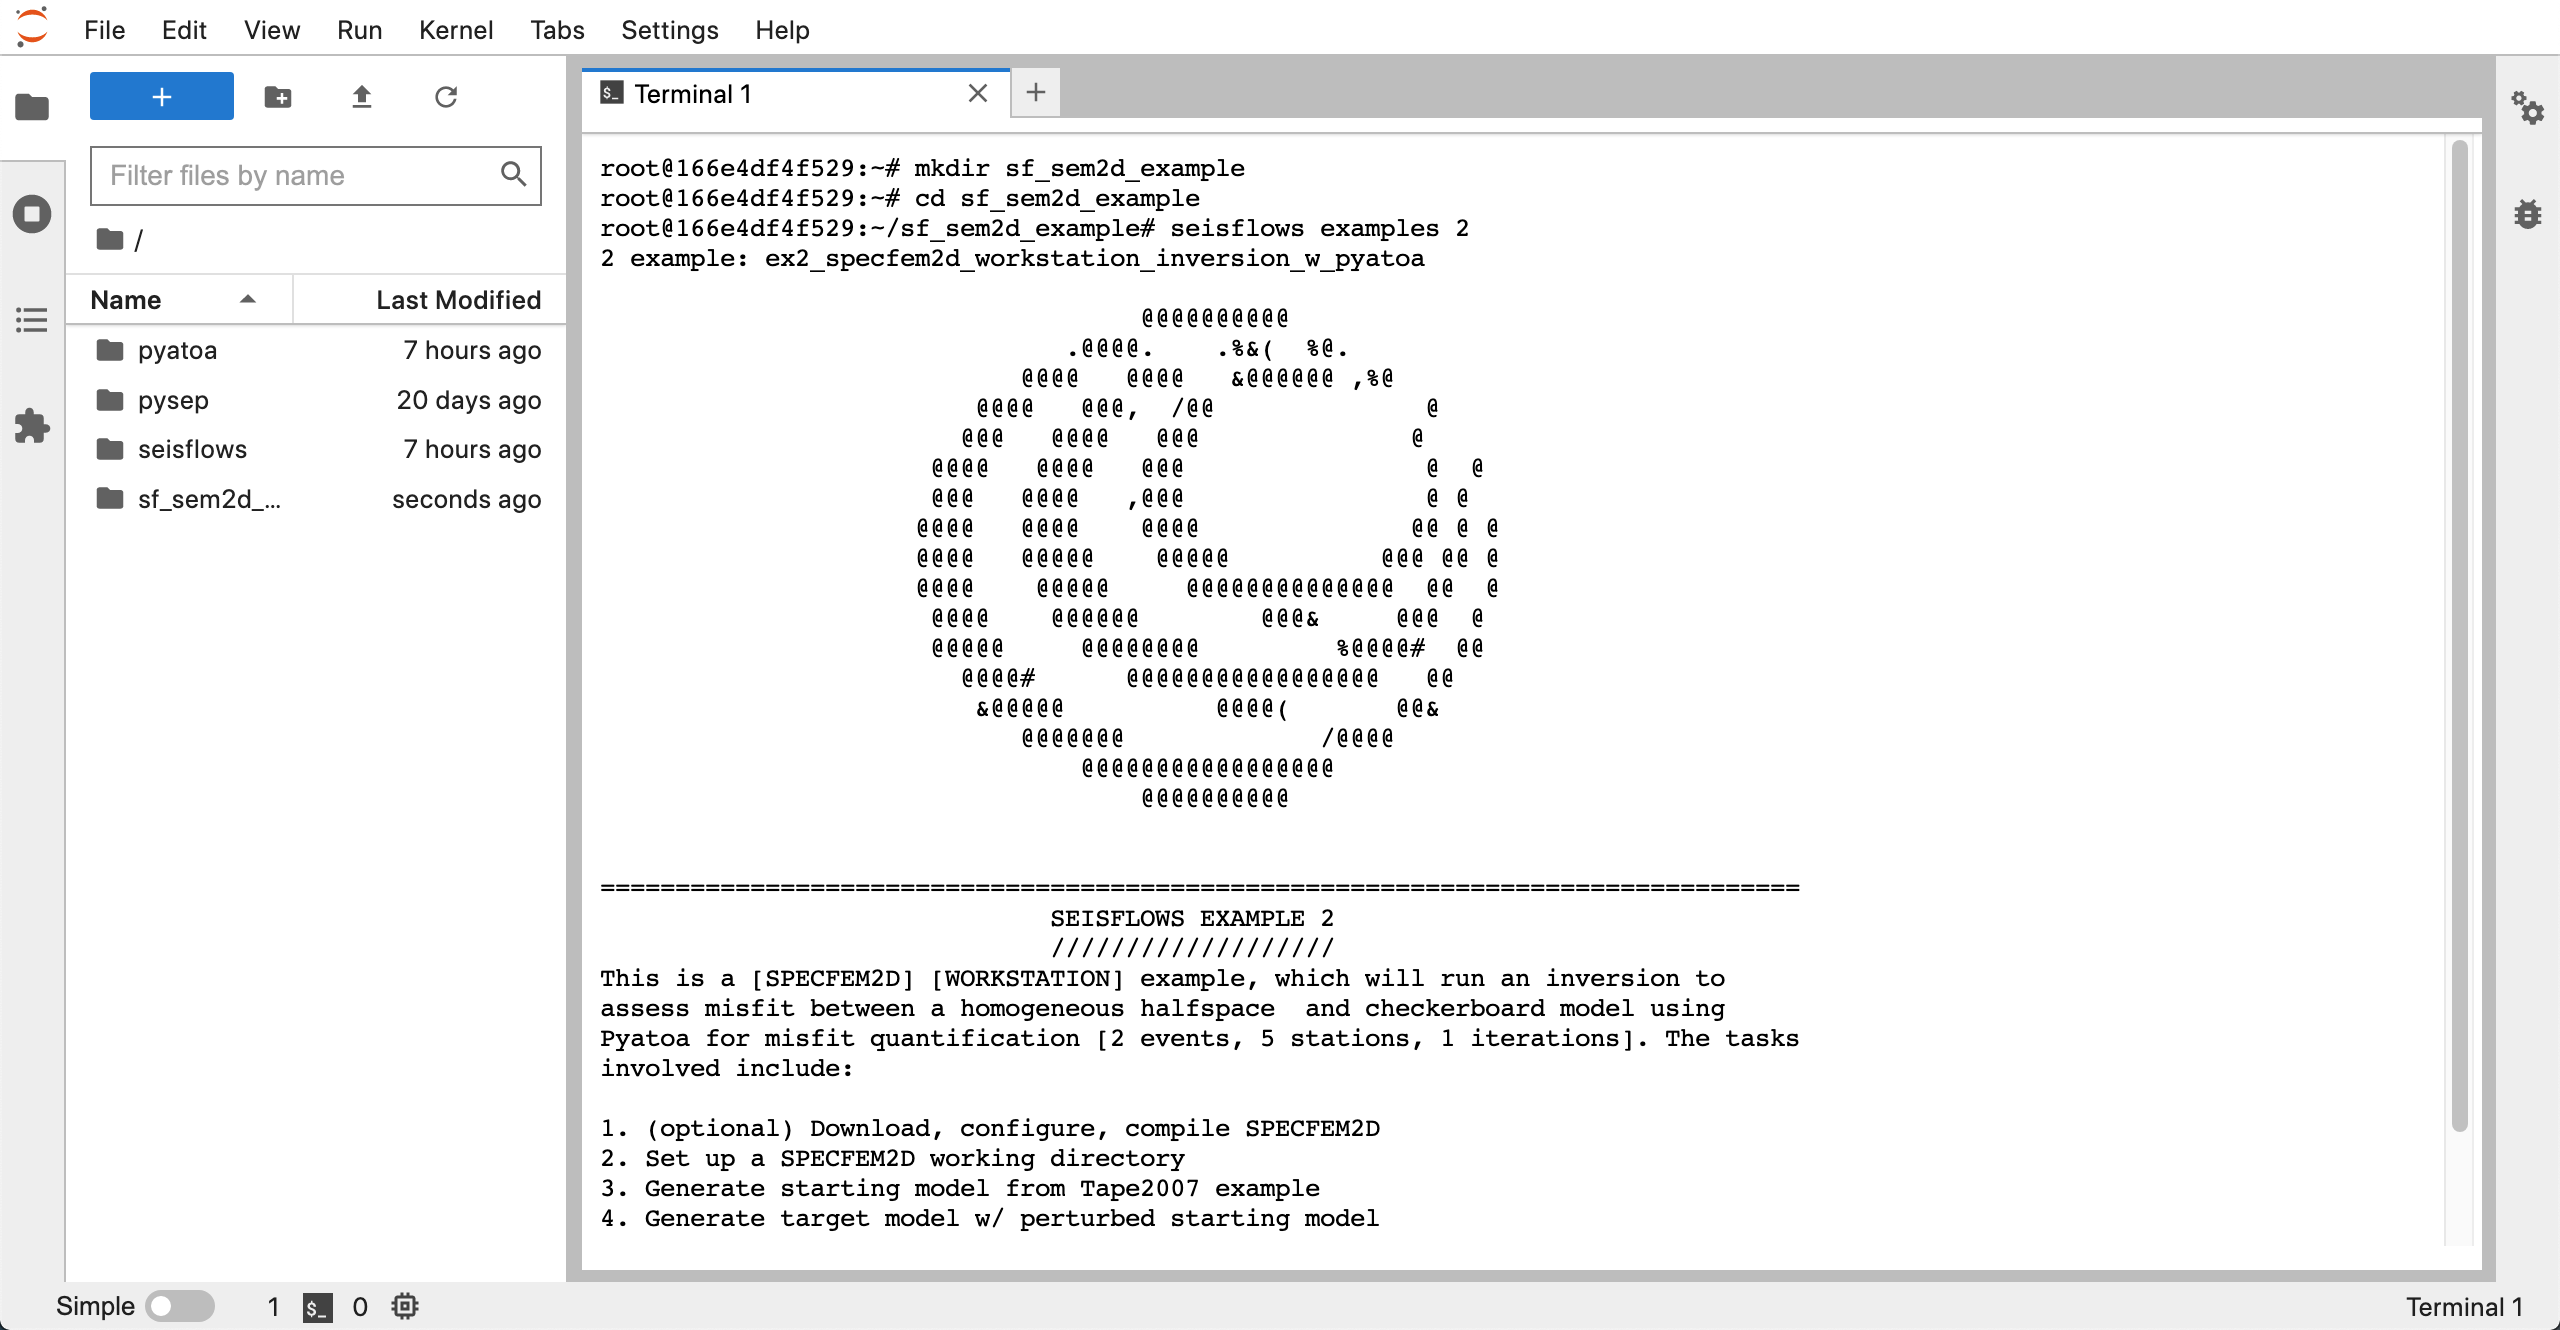 File Edit View Run Kernel Tabs Settings Help
+
Filter files by name
/
Name Last Modified
pyatoa 7 hours ago
pysep 20 days ago
seisflows 7 hours ago
sf_sem2d_... seconds ago
$_ Terminal 1
root@166e4df4f529:~# mkdir sf_sem2d_example
root@166e4df4f529:~# cd sf_sem2d_example
root@166e4df4f529:~/sf_sem2d_example# seisflows examples 2
2 example: ex2_specfem2d_workstation_inversion_w_pyatoa
                                    @@@@@@@@@@
                               .@@@@.    .%&(  %@.
                            @@@@   @@@@   &@@@@@@ ,%@
                         @@@@   @@@,  /@@              @
                        @@@   @@@@   @@@              @
                      @@@@   @@@@   @@@                @  @
                      @@@   @@@@   ,@@@                @ @
                     @@@@   @@@@    @@@@              @@ @ @
                     @@@@   @@@@@    @@@@@          @@@ @@ @
                     @@@@    @@@@@     @@@@@@@@@@@@@@  @@  @
                      @@@@    @@@@@@        @@@&     @@@  @
                      @@@@@     @@@@@@@@         %@@@@#  @@
                        @@@@#      @@@@@@@@@@@@@@@@@   @@
                         &@@@@@          @@@@(       @@&
                            @@@@@@@             /@@@@
                                @@@@@@@@@@@@@@@@@
                                    @@@@@@@@@@
================================================================================
SEISFLOWS EXAMPLE 2
///////////////////
This is a [SPECFEM2D] [WORKSTATION] example, which will run an inversion to
assess misfit between a homogeneous halfspace  and checkerboard model using
Pyatoa for misfit quantification [2 events, 5 stations, 1 iterations]. The tasks
involved include:
1. (optional) Download, configure, compile SPECFEM2D
2. Set up a SPECFEM2D working directory
3. Generate starting model from Tape2007 example
4. Generate target model w/ perturbed starting model
Simple 1 $_ 0 Terminal 1